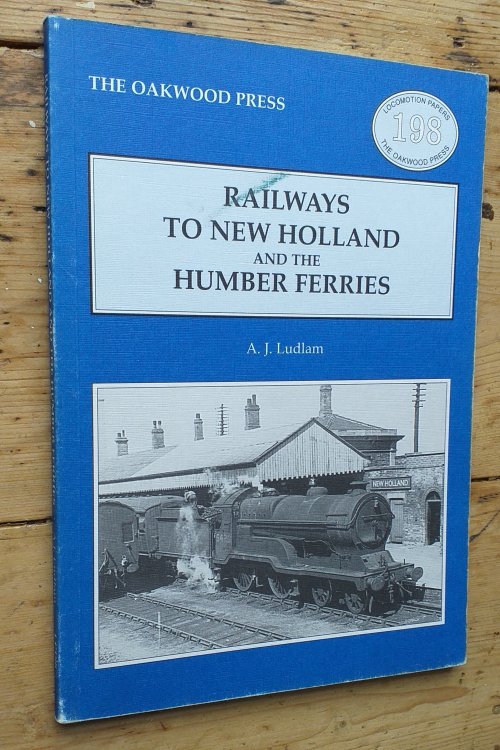 THE OAKWOOD PRESS
LOCOMOTION PAPERS
198
THE OAKWOOD PRESS
RAILWAYS
TO NEW HOLLAND
AND THE
HUMBER FERRIES
A. J. Ludlam
NEW HOLLAND